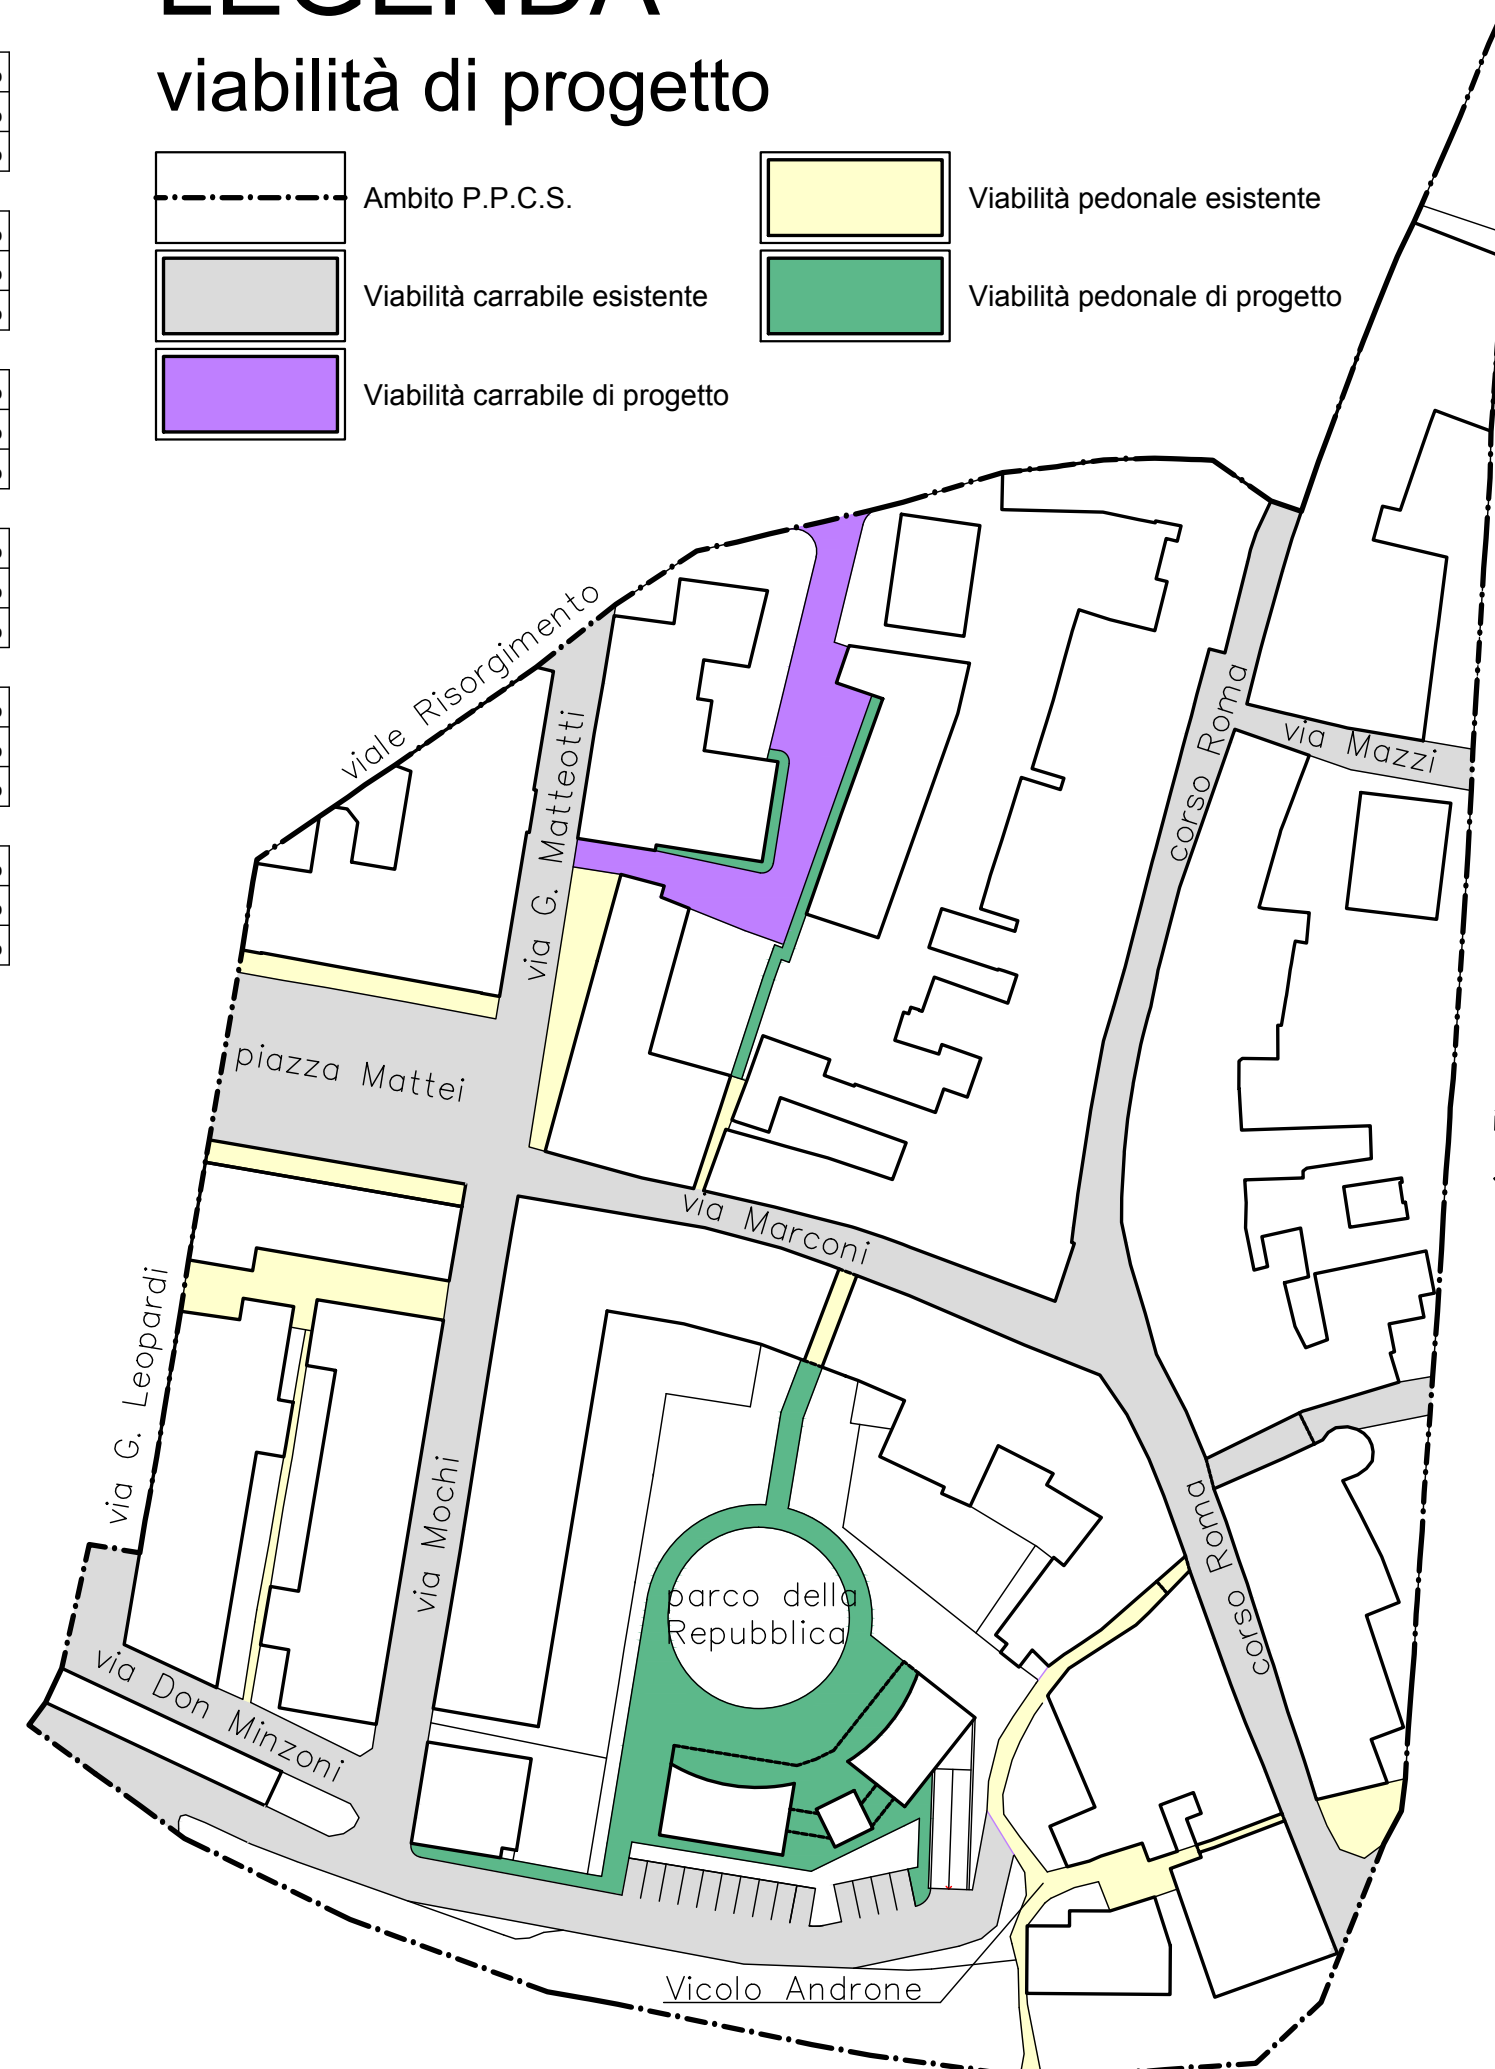 LEGENDA
viabilità di progetto
Ambito P.P.C.S.
Viabilità pedonale esistente
Viabilità carrabile esistente
Viabilità pedonale di progetto
Viabilità carrabile di progetto
viale Risorgimento
via G. Matteotti
corso Roma
via Mazzi
piazza Mattei
via Marconi
via G. Leopardi
via Mochi
corso Roma
parco della
Repubblica
via Don Minzoni
Vicolo Androne